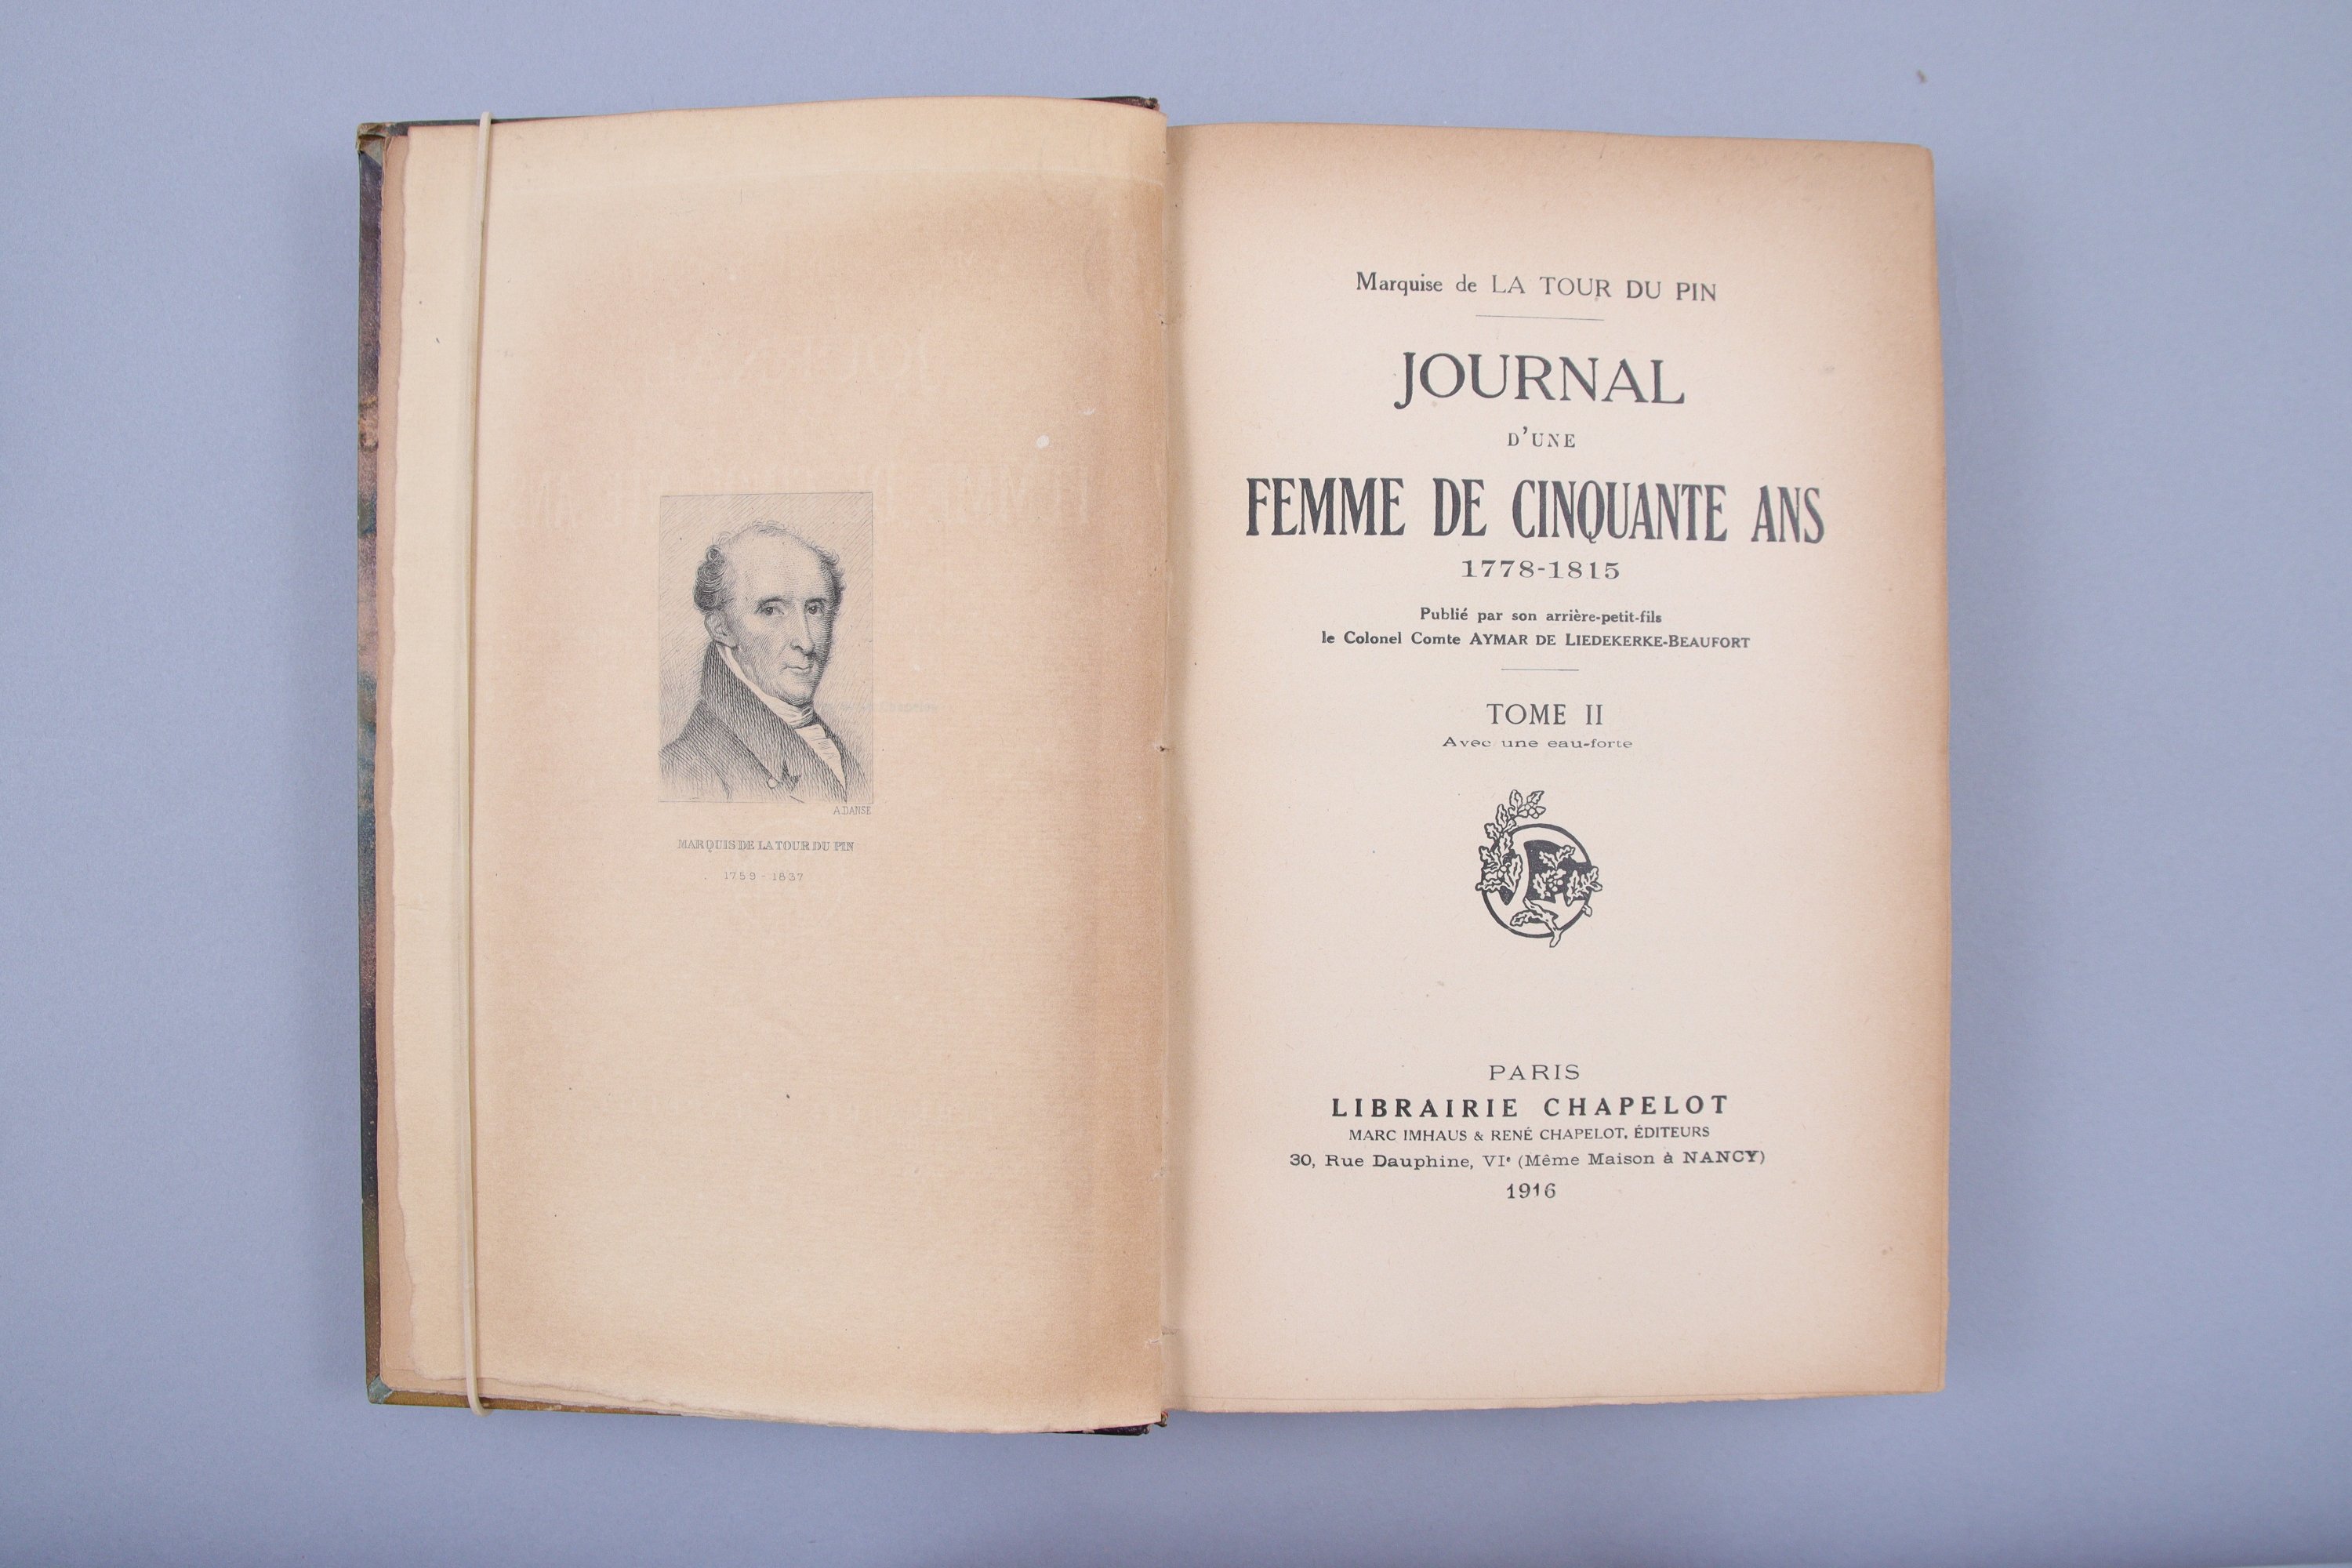 A.DANSE
MARQUIS DE LA TOUR DU PIN
1759 - 1837
Marquise de LA TOUR DU PIN
JOURNAL
D'UNE
FEMME DE CINQUANTE ANS
1778-1815
Publié par son arrière-petit-fils
le Colonel Comte AYMAR DE LIEDEKERKE-BEAUFORT
TOME II
Avec une eau-forte
PARIS
LIBRAIRIE CHAPELOT
MARC IMHAUS & RENÉ CHAPELOT, ÉDITEURS
30, Rue Dauphine, VIe (Même Maison à NANCY)
1916